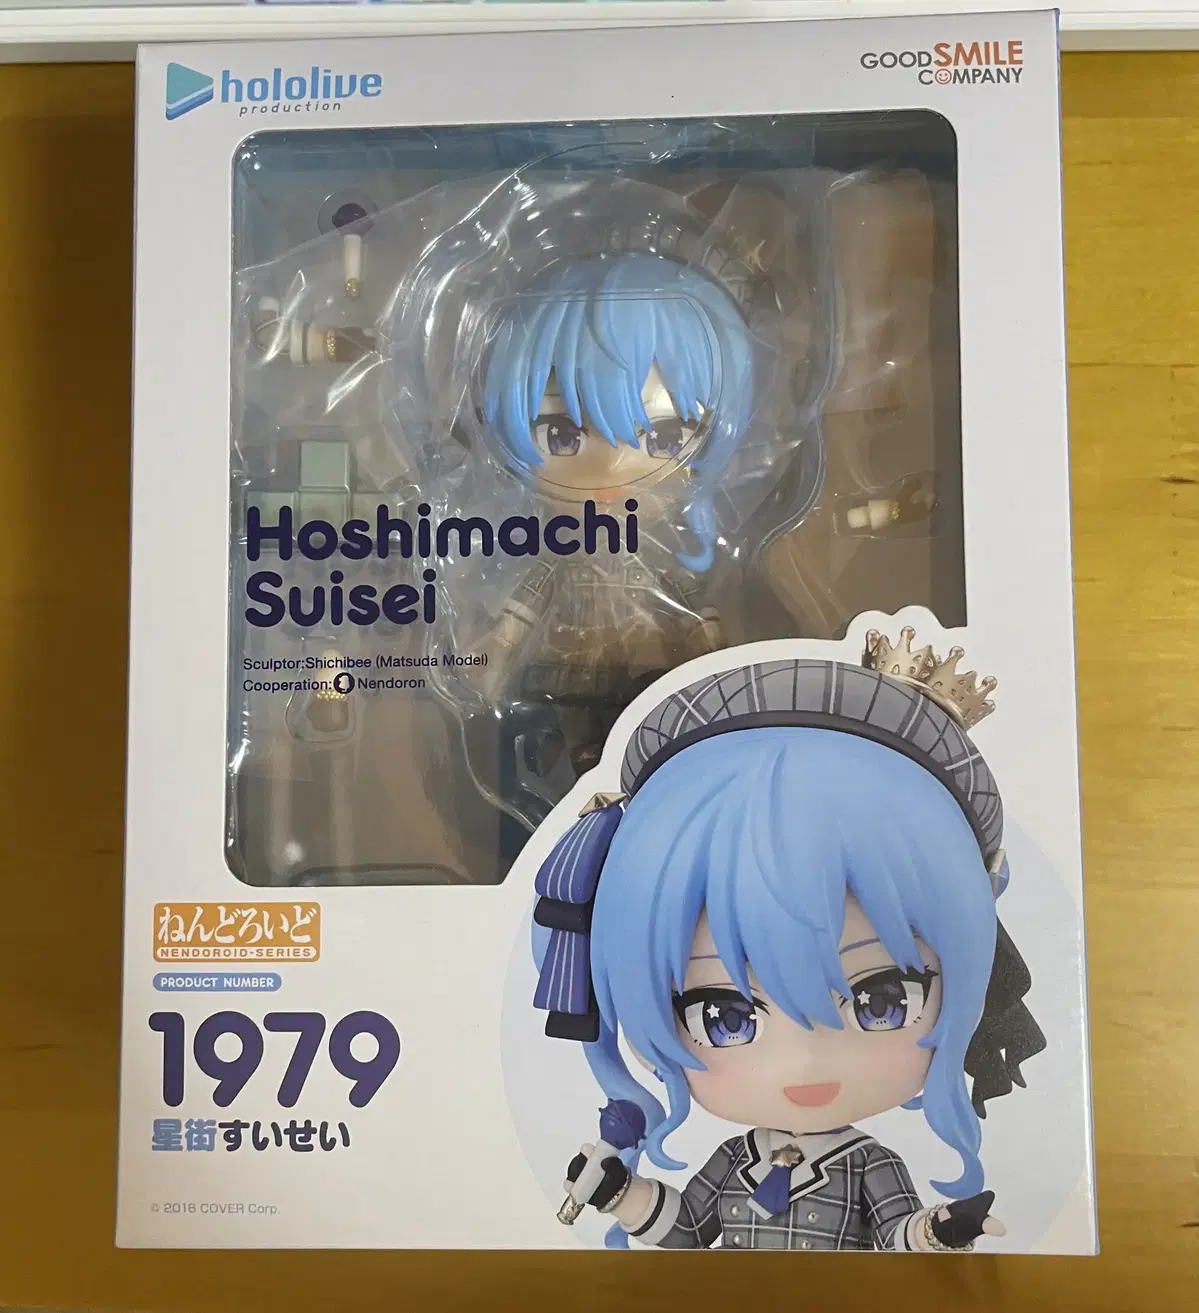 hololive
production
GOOD SMILE
COMPANY
Hoshimachi
Suisei
Sculptor:Shichibee (Matsuda Model)
Cooperation: Nendoron
ねんどろいど
NENDOROID-SERIES
PRODUCT NUMBER
1979
星街すいせい
© 2016 COVER Corp.